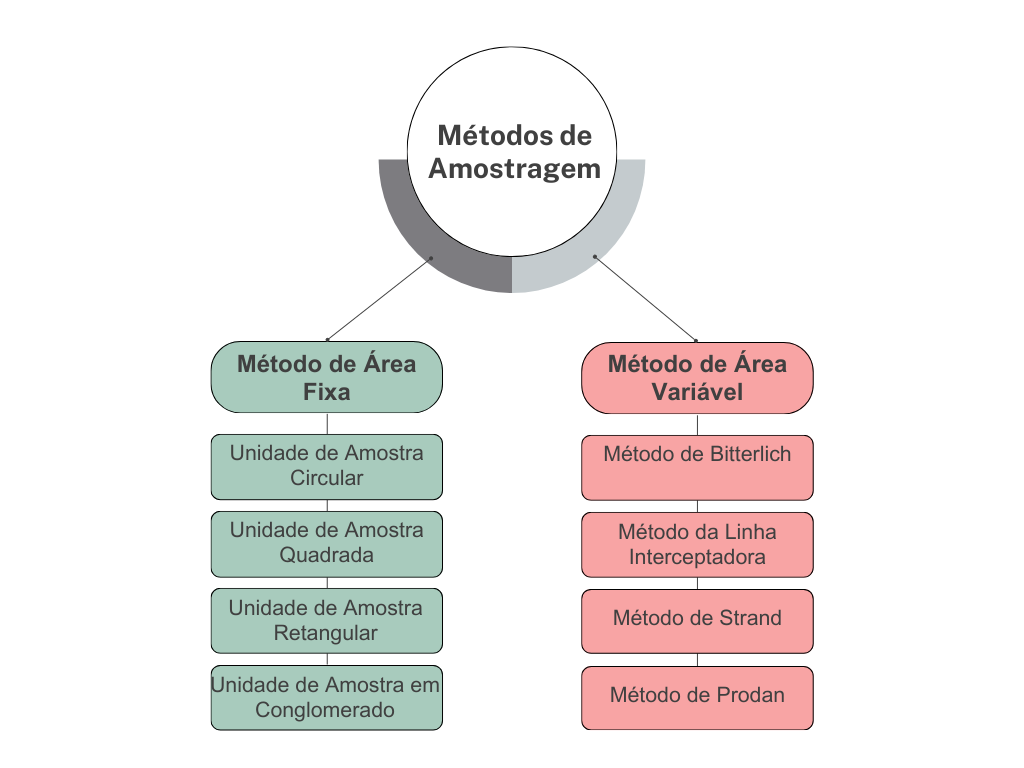 Métodos de
Amostragem
Método de Área
Fixa
Unidade de Amostra
Circular
Unidade de Amostra
Quadrada
Unidade de Amostra
Retangular
Unidade de Amostra em
Conglomerado
Método de Área
Variável
Método de Bitterlich
Método da Linha
Interceptadora
Método de Strand
Método de Prodan